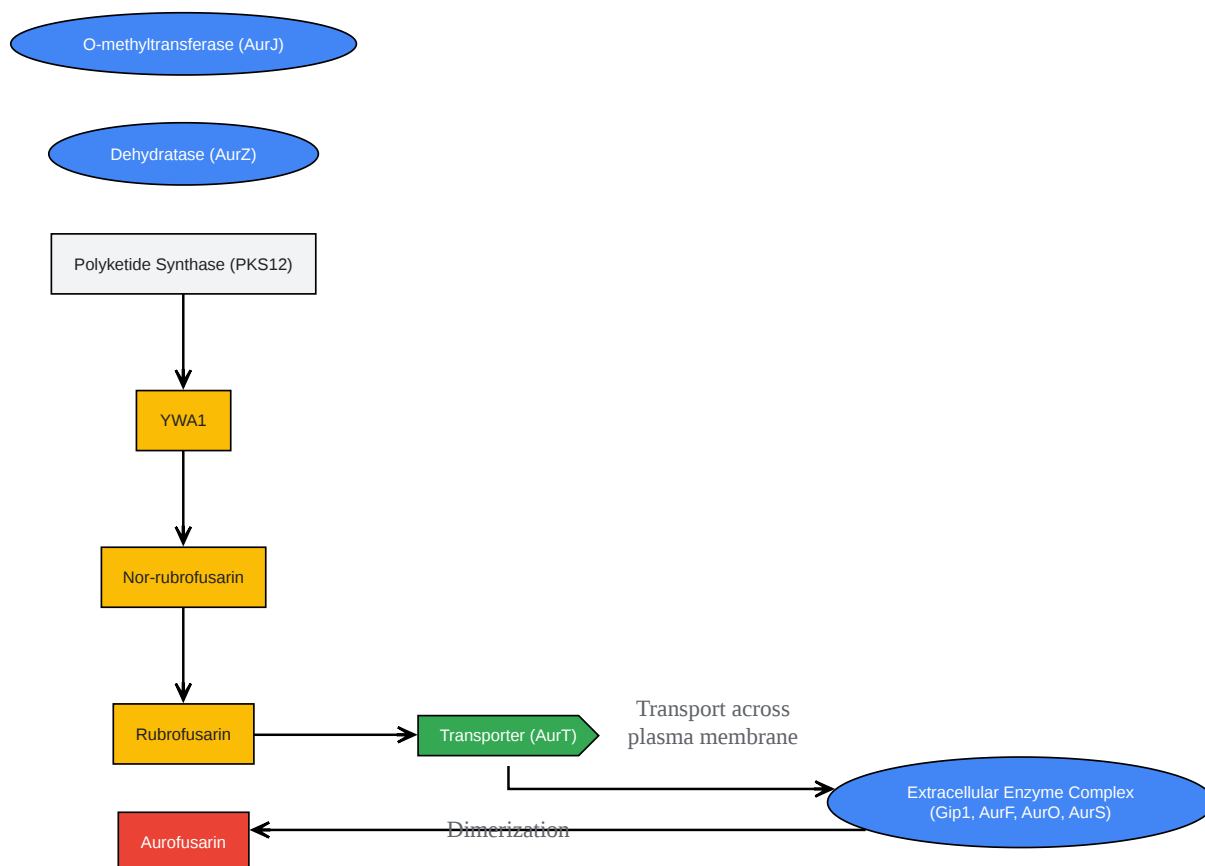 O-methyltransferase (AurJ)
Dehydratase (AurZ)
Polyketide Synthase (PKS12)
YWA1
Nor-rubrofusarin
Rubrofusarin
Transporter (AurT)
Transport across
plasma membrane
Extracellular Enzyme Complex
(Gip1, AurF, AurO, AurS)
Dimerization
Aurofusarin